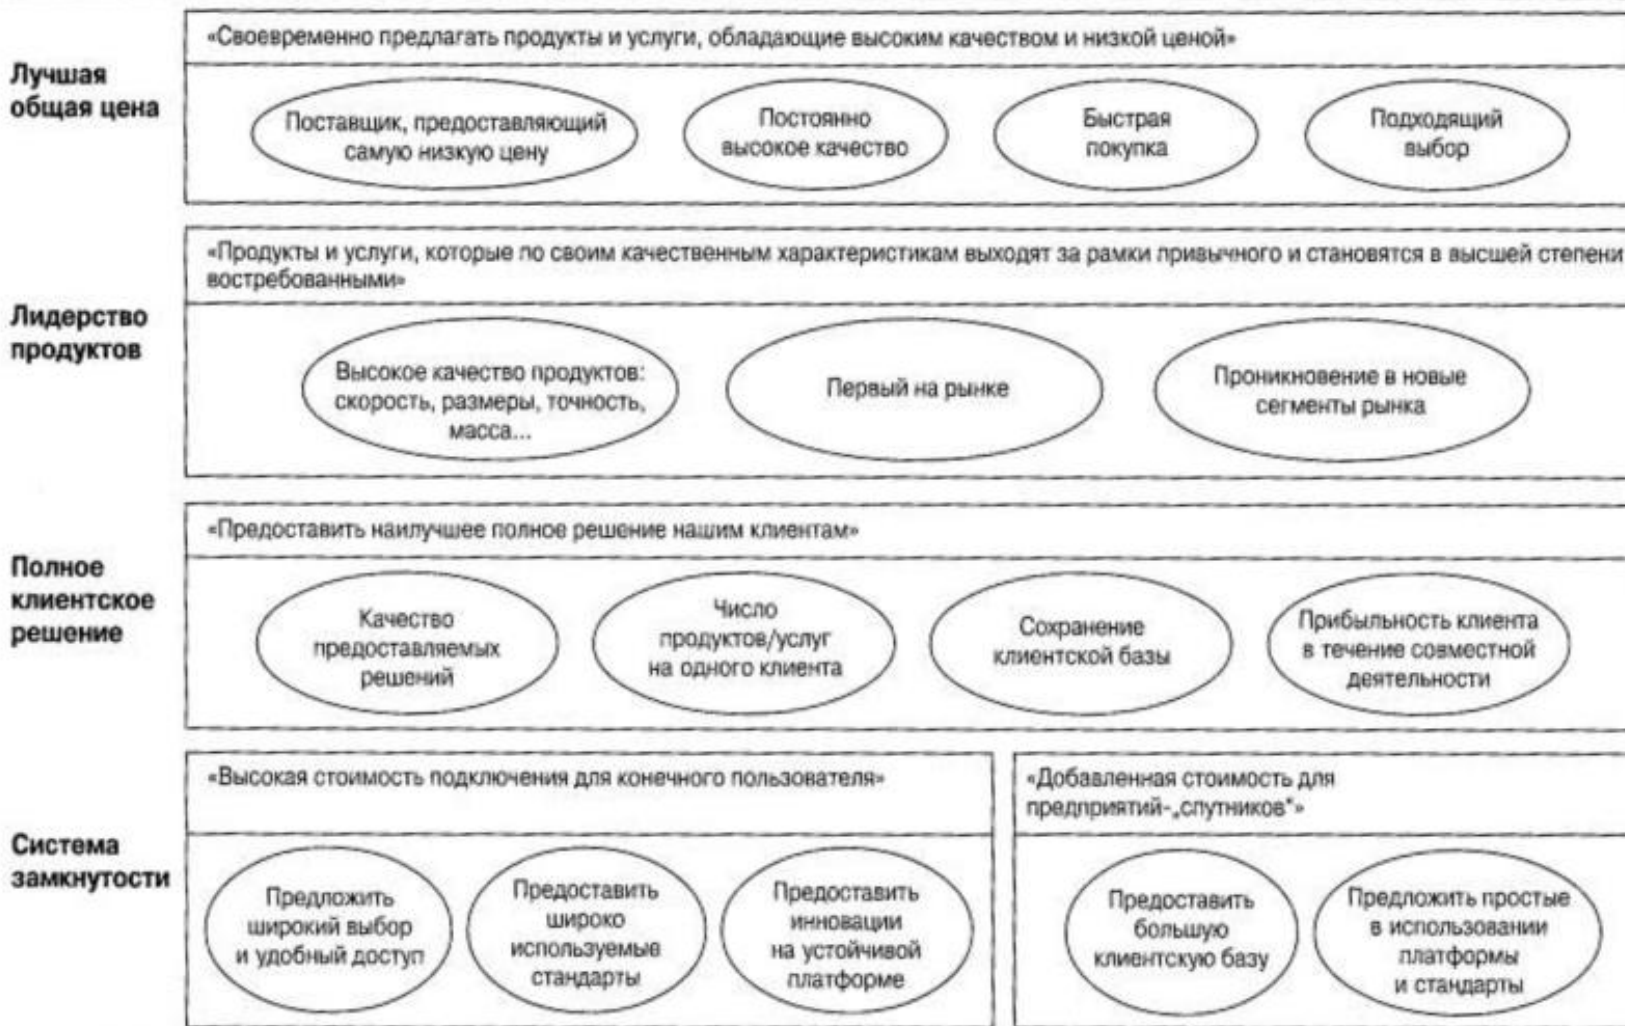 «Своевременно предлагать продукты и услуги, обладающие высоким качеством и низкой ценой»
Лучшая
общая цена
Поставщик, предоставляющий
самую низкую цену
Постоянно
высокое качество
Быстрая
покупка
Подходящий
выбор
«Продукты и услуги, которые по своим качественным характеристикам выходят за рамки привычного и становятся в высшей степени
востребованными»
Лидерство
продуктов
Высокое качество продуктов:
скорость, размеры, точность,
масса...
Первый на рынке
Проникновение в новые
сегменты рынка
«Предоставить наилучшее полное решение нашим клиентам»
Полное
клиентское
решение
Качество
предоставляемых
решений
Число
продуктов/услуг
на одного клиента
Сохранение
клиентской базы
Прибыльность клиента
в течение совместной
деятельности
«Высокая стоимость подключения для конечного пользователя»
«Добавленная стоимость для
предприятий-„спутников“»
Система
замкнутости
Предложить
широкий выбор
и удобный доступ
Предоставить
широко
используемые
стандарты
Предоставить
инновации
на устойчивой
платформе
Предоставить
большую
клиентскую базу
Предложить простые
в использовании
платформы
и стандарты